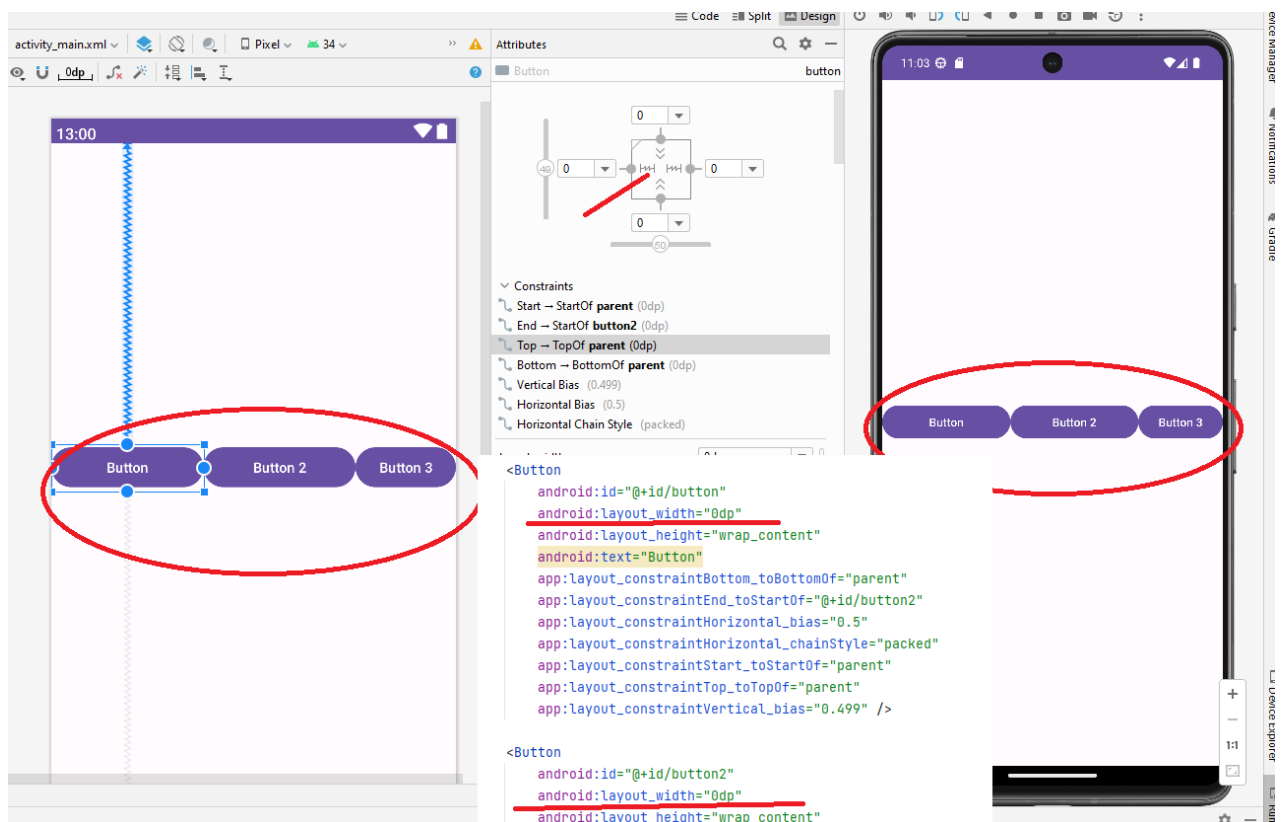 Code Split Design
activity_main.xml Pixel 34
0dp
13:00
Button
Button 2
Button 3
Attributes
Button button
0
49
0
0
0
50
Constraints
Start → StartOf parent (0dp)
End → StartOf button2 (0dp)
Top → TopOf parent (0dp)
Bottom → BottomOf parent (0dp)
Vertical Bias (0.499)
Horizontal Bias (0.5)
Horizontal Chain Style (packed)
<Button
android:id="@+id/button"
android:layout_width="0dp"
android:layout_height="wrap_content"
android:text="Button"
app:layout_constraintBottom_toBottomOf="parent"
app:layout_constraintEnd_toStartOf="@+id/button2"
app:layout_constraintHorizontal_bias="0.5"
app:layout_constraintHorizontal_chainStyle="packed"
app:layout_constraintStart_toStartOf="parent"
app:layout_constraintTop_toTopOf="parent"
app:layout_constraintVertical_bias="0.499" />
<Button
android:id="@+id/button2"
android:layout_width="0dp"
android:layout_height="wrap_content"
11:03
Button
Button 2
Button 3
1:1
Manager
Notifications
Gradle
Device Explorer